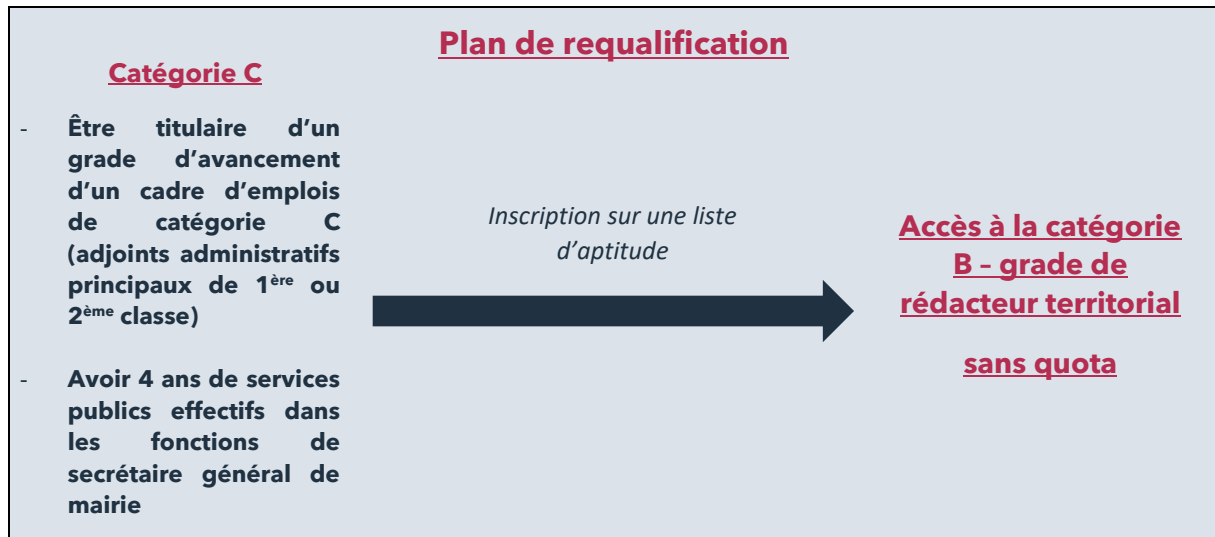 Plan de requalification
Catégorie C
- Être titulaire d’un
grade d’avancement
d’un cadre d’emplois
de catégorie C
(adjoints administratifs
principaux de 1ère ou
2ème classe)
- Avoir 4 ans de services
publics effectifs dans
les fonctions de
secrétaire général de
mairie
Inscription sur une liste
d’aptitude
Accès à la catégorie
B – grade de
rédacteur territorial
sans quota